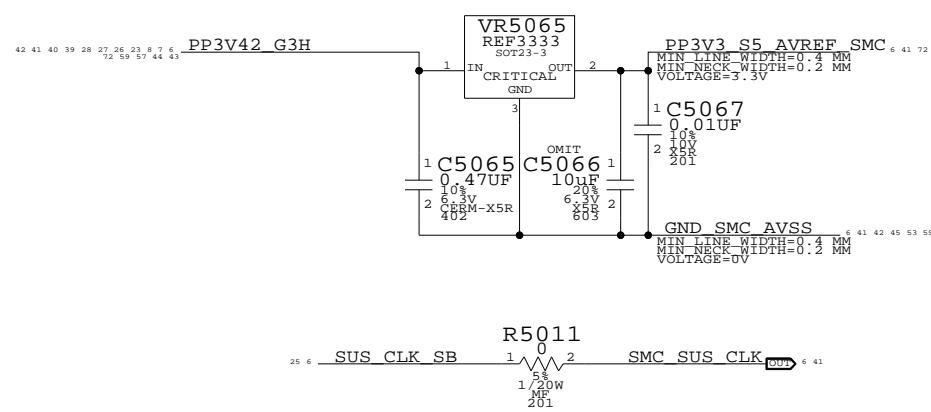 VR5065
REF3333
SOT23-3
42 41 40 39 28 27 26 23 8 7 6
72 59 57 44 43
PP3V42_G3H
1
IN
OUT
CRITICAL
GND
2
3
PP3V3_S5_AVREF_SMC
6 41 72
MIN_LINE_WIDTH=0.4 MM
MIN_NECK_WIDTH=0.2 MM
VOLTAGE=3.3V
1
C5067
0.01UF
10%
10V
X5R
201
2
1
C5065
0.47UF
10%
6.3V
CERM-X5R
402
2
OMIT
C5066
10uF
20%
6.3V
X5R
603
1
2
GND_SMC_AVSS
MIN_LINE_WIDTH=0.4 MM
MIN_NECK_WIDTH=0.2 MM
VOLTAGE=0V
6 41 42 45 53 59
R5011
0
25 6
SUS_CLK_SB
1
2
SMC_SUS_CLK
OUT
6 41
5%
1/20W
MF
201